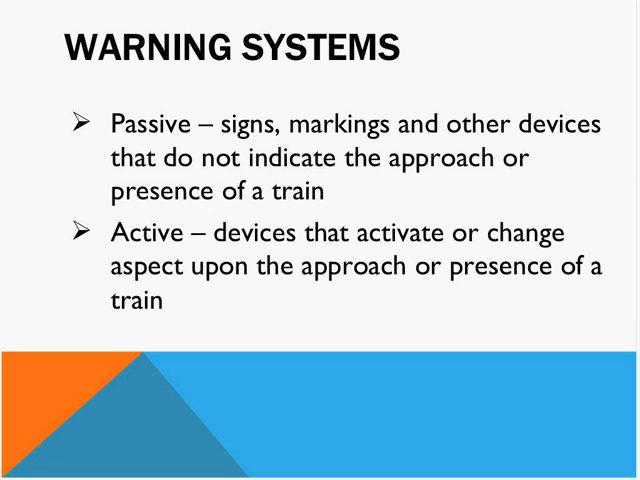 WARNING SYSTEMS
➢ Passive – signs, markings and other devices
that do not indicate the approach or
presence of a train
➢ Active – devices that activate or change
aspect upon the approach or presence of a
train